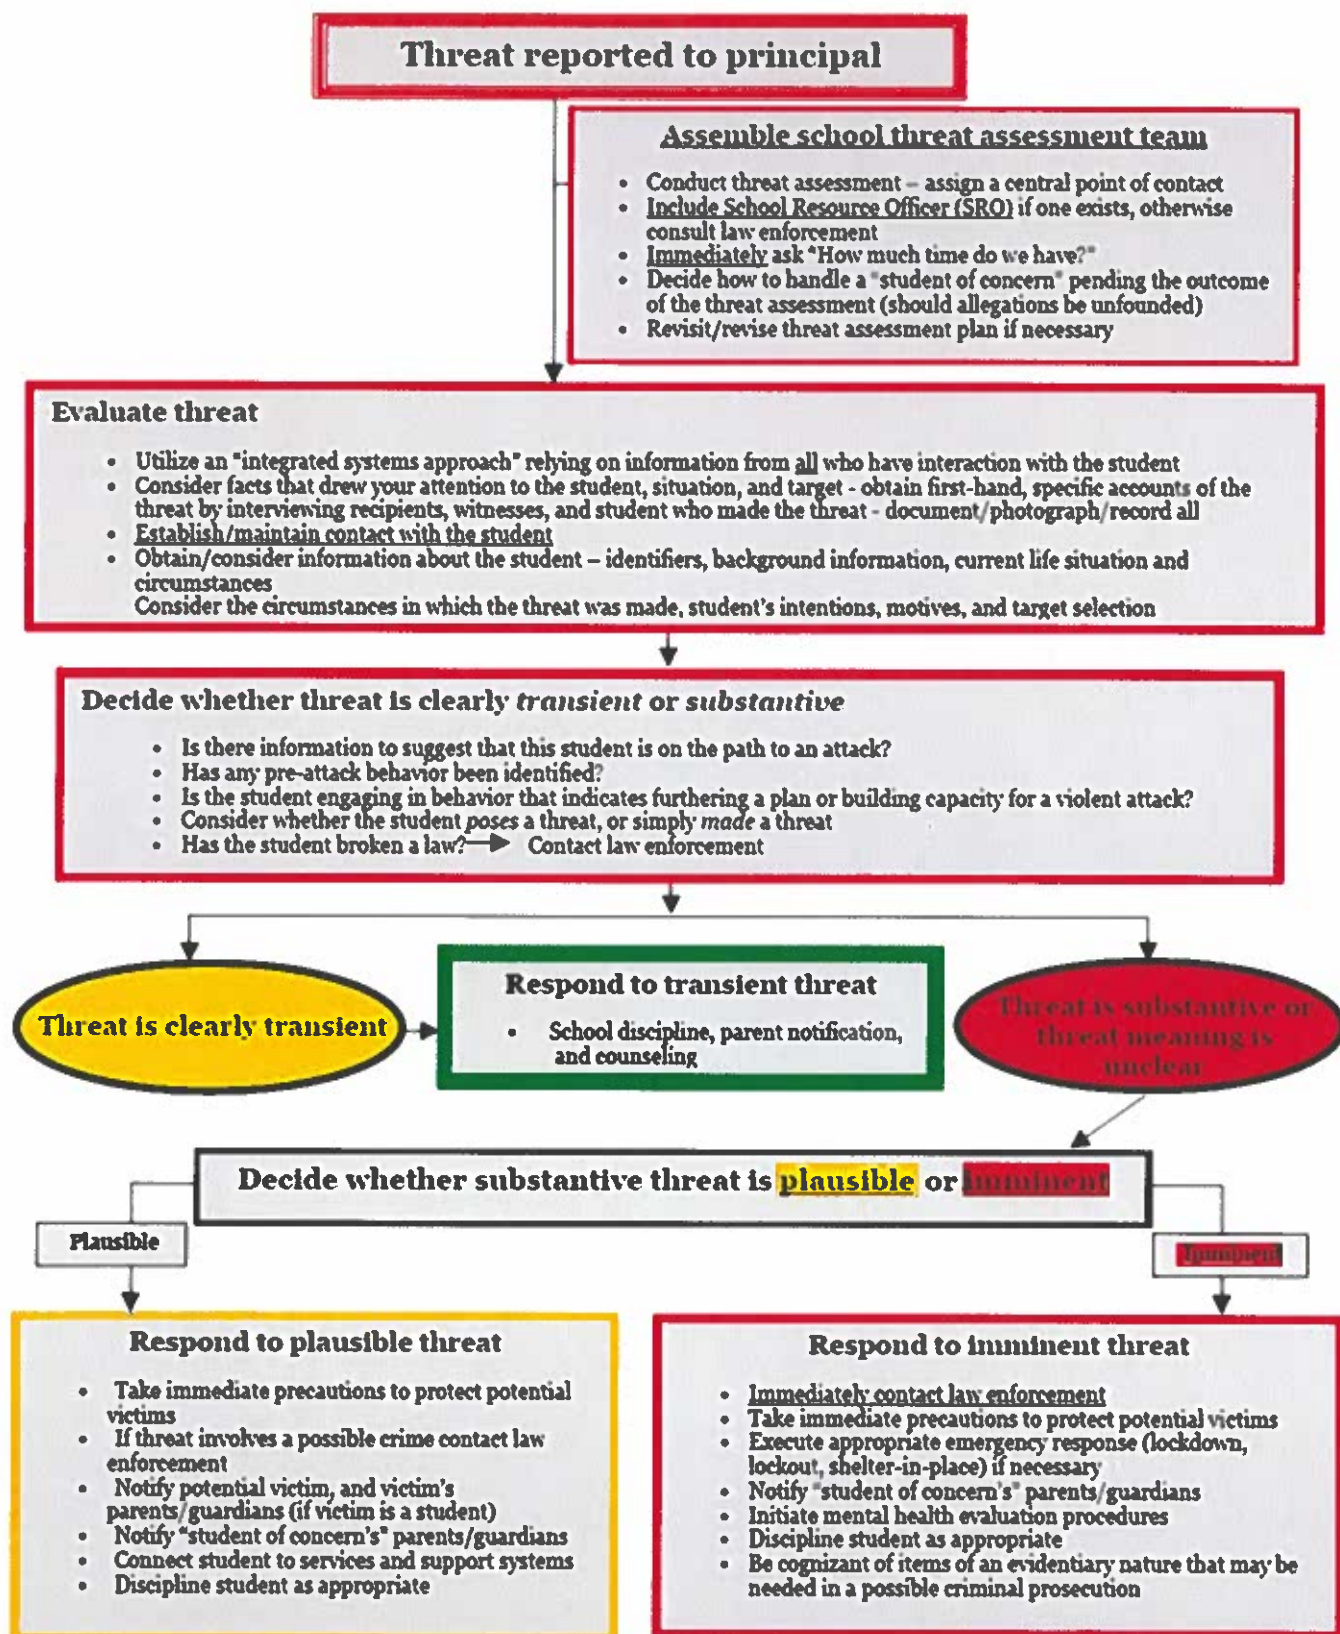 Threat reported to principal
Assemble school threat assessment team
• Conduct threat assessment – assign a central point of contact
• Include School Resource Officer (SRO) if one exists, otherwise
consult law enforcement
• Immediately ask "How much time do we have?"
• Decide how to handle a "student of concern" pending the outcome
of the threat assessment (should allegations be unfounded)
• Revisit/revise threat assessment plan if necessary
Evaluate threat
• Utilize an "integrated systems approach" relying on information from all who have interaction with the student
• Consider facts that drew your attention to the student, situation, and target - obtain first-hand, specific accounts of the
threat by interviewing recipients, witnesses, and student who made the threat - document/photograph/record all
• Establish/maintain contact with the student
• Obtain/consider information about the student – identifiers, background information, current life situation and
circumstances
Consider the circumstances in which the threat was made, student's intentions, motives, and target selection
Decide whether threat is clearly transient or substantive
• Is there information to suggest that this student is on the path to an attack?
• Has any pre-attack behavior been identified?
• Is the student engaging in behavior that indicates furthering a plan or building capacity for a violent attack?
• Consider whether the student poses a threat, or simply made a threat
• Has the student broken a law? → Contact law enforcement
Threat is clearly transient
Respond to transient threat
• School discipline, parent notification,
and counseling
Threat is substantive or
threat meaning is
unclear
Decide whether substantive threat is plausible or imminent
Plausible
Imminent
Respond to plausible threat
• Take immediate precautions to protect potential
victims
• If threat involves a possible crime contact law
enforcement
• Notify potential victim, and victim's
parents/guardians (if victim is a student)
• Notify "student of concern's" parents/guardians
• Connect student to services and support systems
• Discipline student as appropriate
Respond to imminent threat
• Immediately contact law enforcement
• Take immediate precautions to protect potential victims
• Execute appropriate emergency response (lockdown,
lockout, shelter-in-place) if necessary
• Notify "student of concern's" parents/guardians
• Initiate mental health evaluation procedures
• Discipline student as appropriate
• Be cognizant of items of an evidentiary nature that may be
needed in a possible criminal prosecution